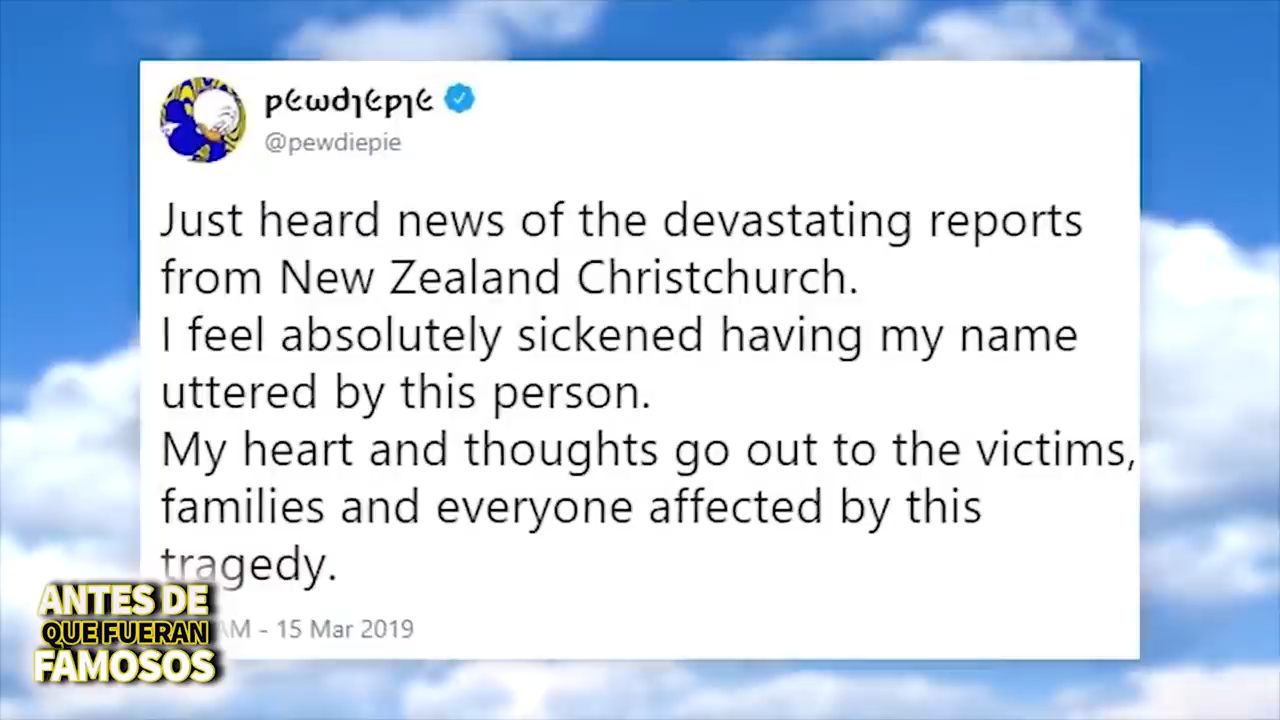 pewdiepie
@pewdiepie
Just heard news of the devastating reports
from New Zealand Christchurch.
I feel absolutely sickened having my name
uttered by this person.
My heart and thoughts go out to the victims,
families and everyone affected by this
tragedy.
AM - 15 Mar 2019
ANTES DE
QUE FUERAN
FAMOSOS